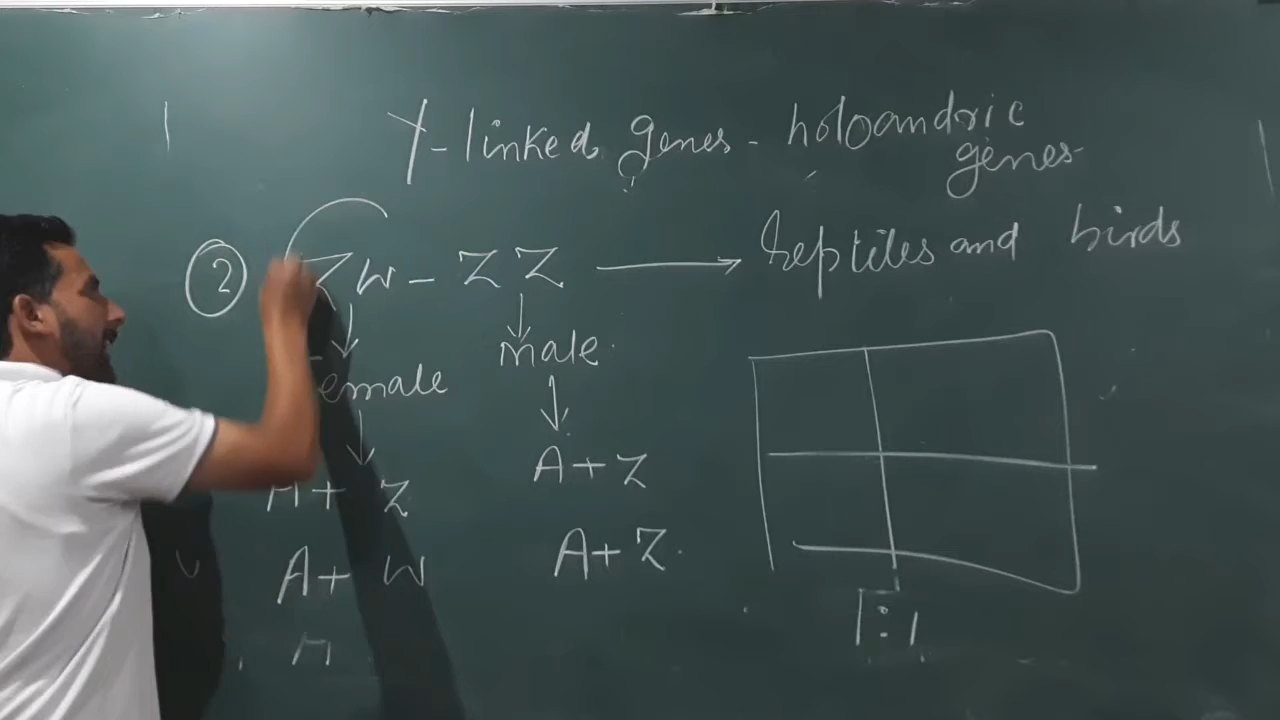 Y-linked genes - holoandric genes-
② ZW - ZZ → Reptiles and birds
emale male.
A + Z A + Z
A + W A + Z.
1:1